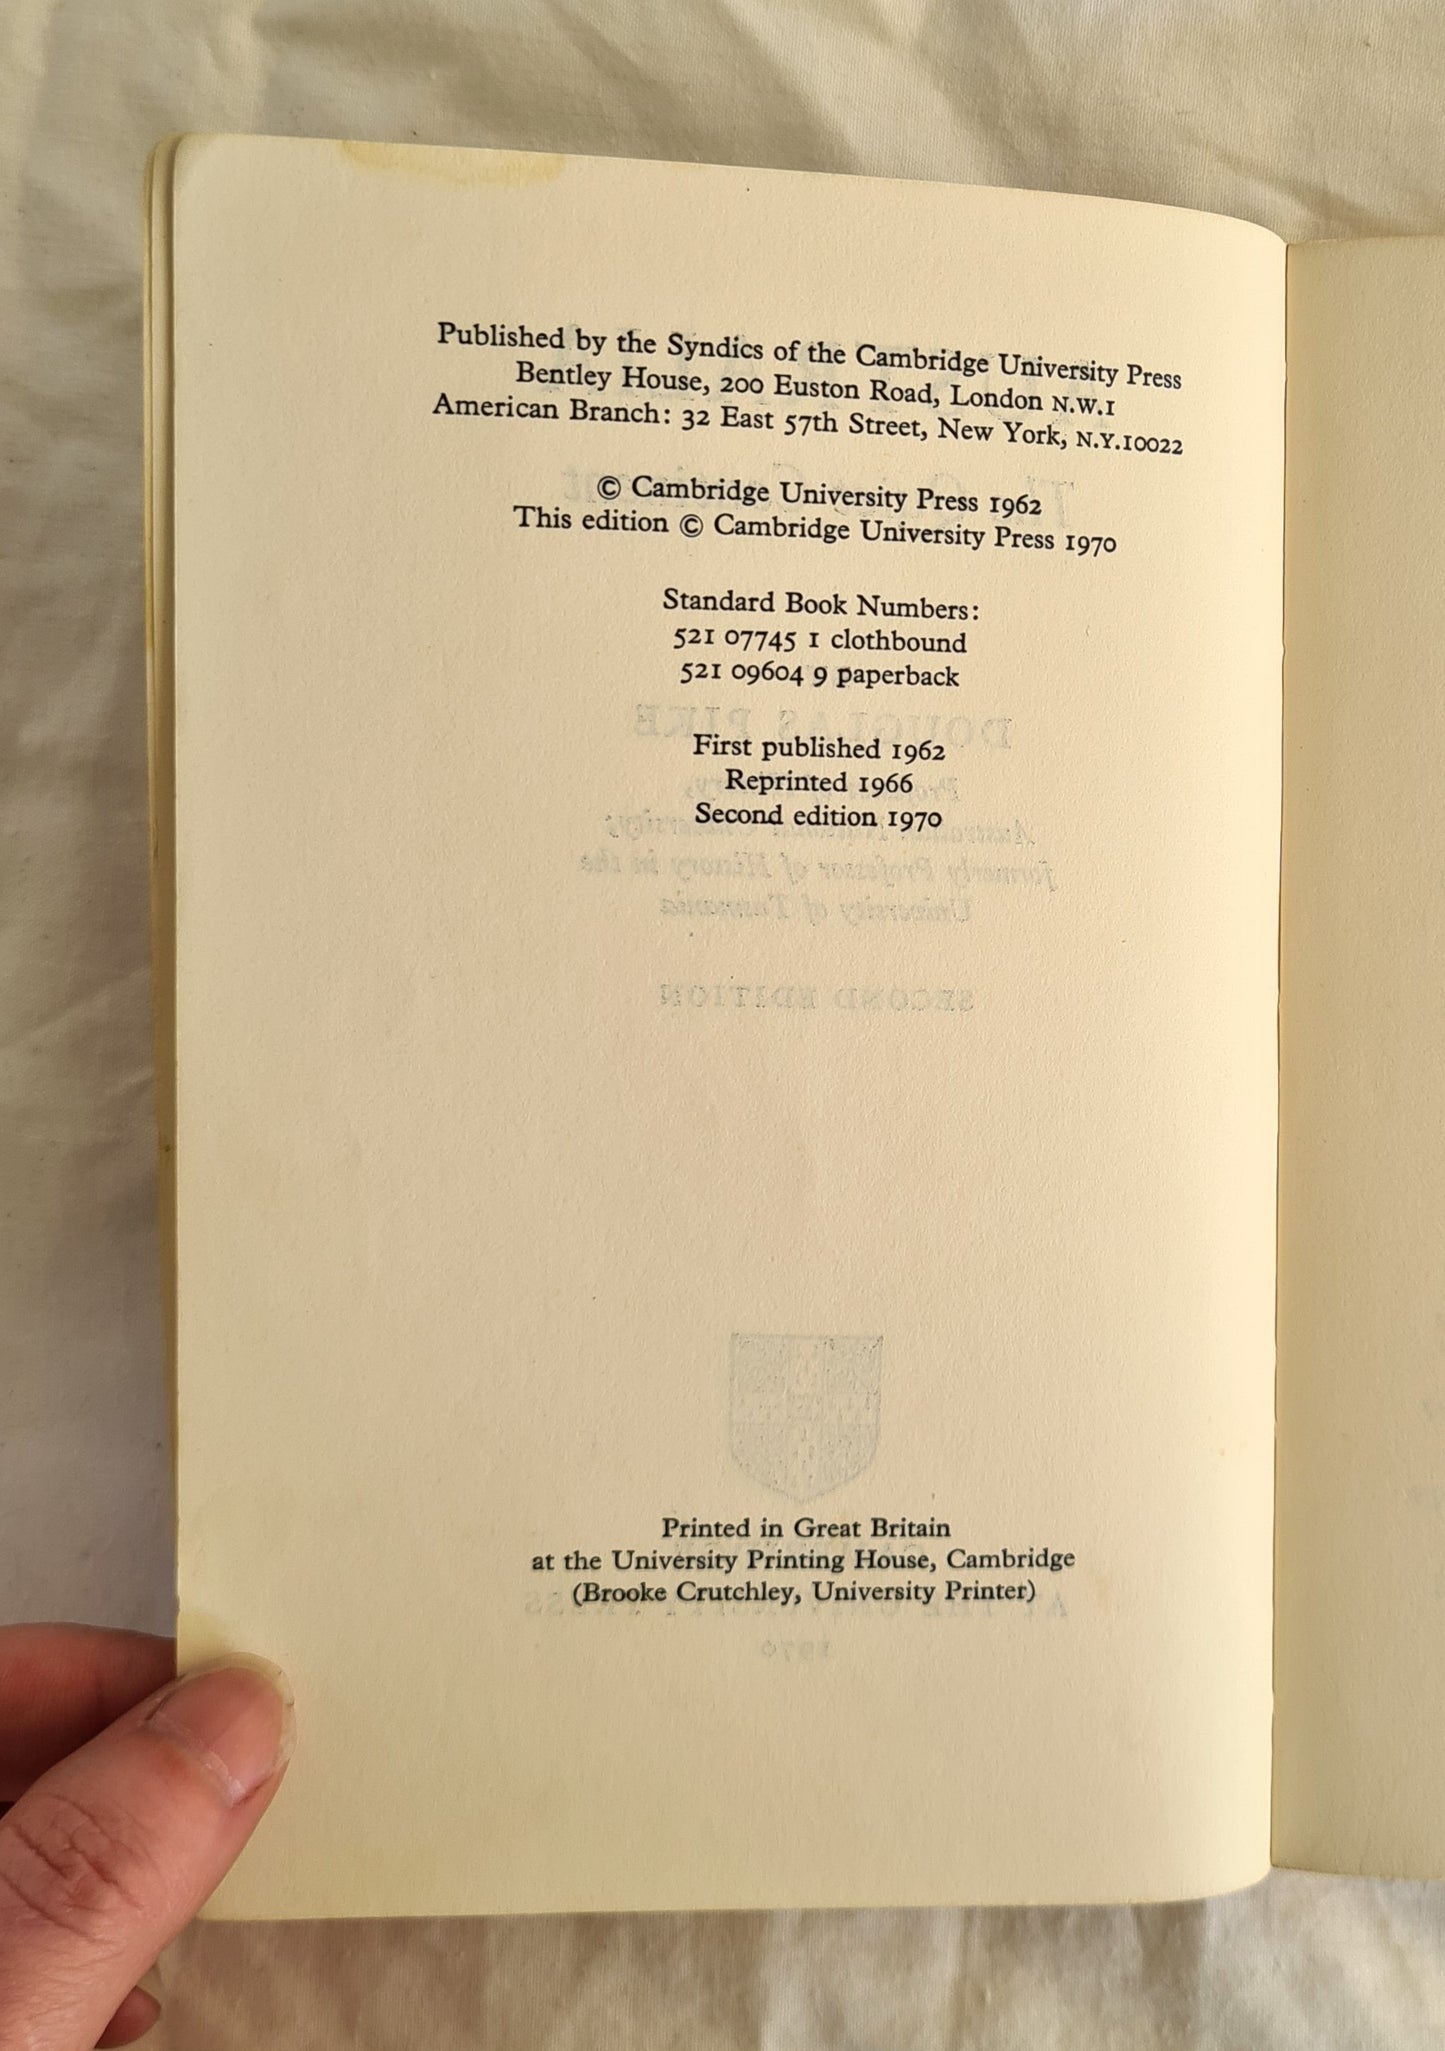 Published by the Syndics of the Cambridge University Press
Bentley House, 200 Euston Road, London N.W.1
American Branch: 32 East 57th Street, New York, N.Y.10022
© Cambridge University Press 1962
This edition © Cambridge University Press 1970
Standard Book Numbers:
521 07745 1 clothbound
521 09604 9 paperback
First published 1962
Reprinted 1966
Second edition 1970
Printed in Great Britain
at the University Printing House, Cambridge
(Brooke Crutchley, University Printer)